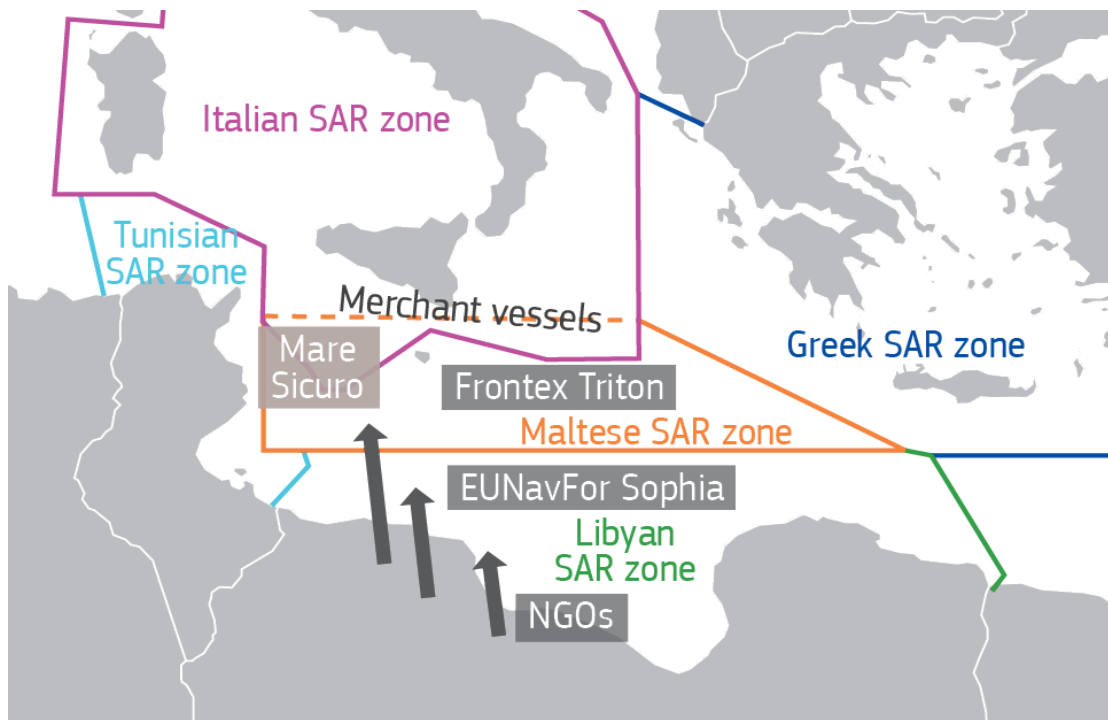 Italian SAR zone
Tunisian
SAR zone
Merchant vessels
Mare
Sicuro
Greek SAR zone
Frontex Triton
Maltese SAR zone
EUNavFor Sophia
Libyan
SAR zone
NGOs